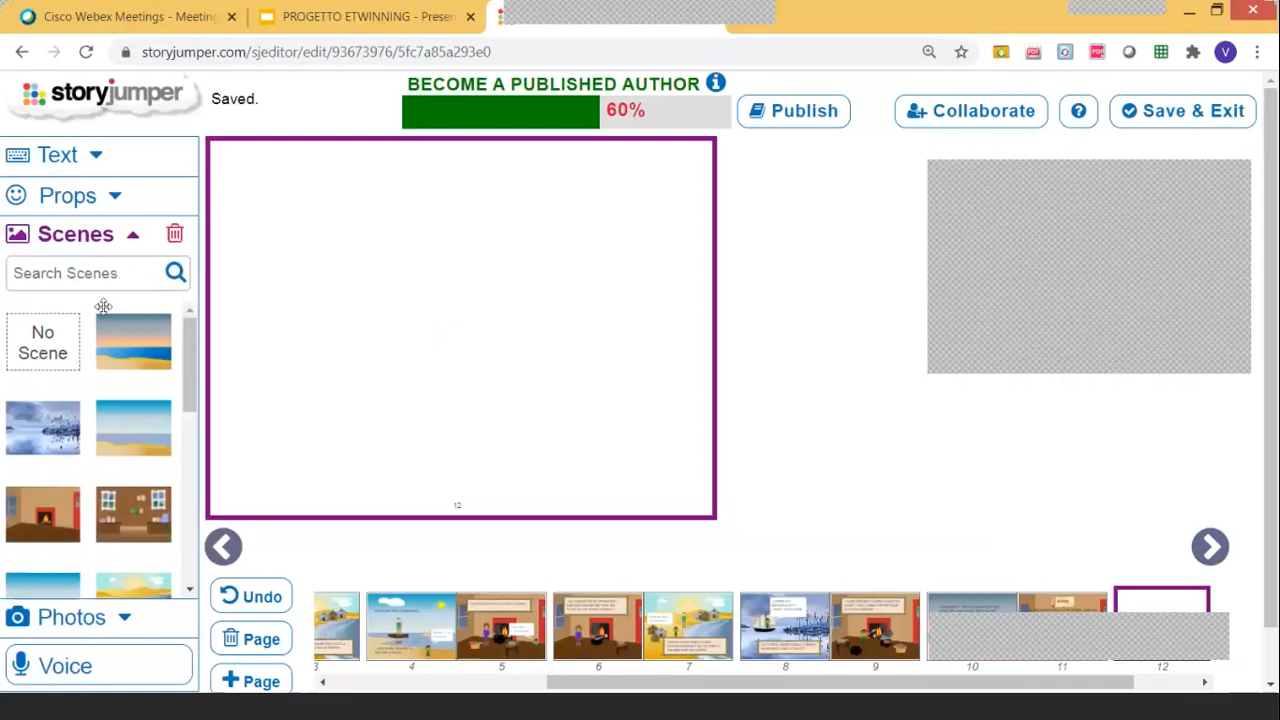 Cisco Webex Meetings - Meeting
PROGETTO ETWINNING - Presen
storyjumper.com/sjeditor/edit/93673976/5fc7a85a293e0
V
storyjumper
Saved.
BECOME A PUBLISHED AUTHOR
60%
Publish
Collaborate
?
Save & Exit
Text
Props
Scenes
Search Scenes
No
Scene
12
Photos
Voice
Undo
Page
+ Page
3 4 5 6 7 8 9 10 11 12